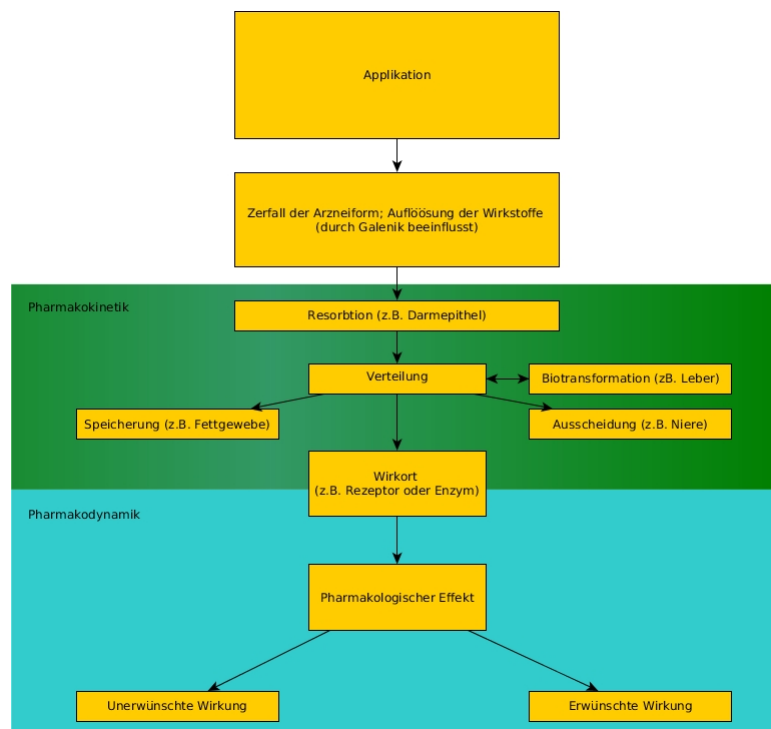 Applikation
Zerfall der Arzneiform; Auflöösung der Wirkstoffe
(durch Galenik beeinflusst)
Pharmakokinetik
Resorbtion (z.B. Darmepithel)
Verteilung
Biotransformation (zB. Leber)
Speicherung (z.B. Fettgewebe)
Ausscheidung (z.B. Niere)
Wirkort
(z.B. Rezeptor oder Enzym)
Pharmakodynamik
Pharmakologischer Effekt
Unerwünschte Wirkung
Erwünschte Wirkung